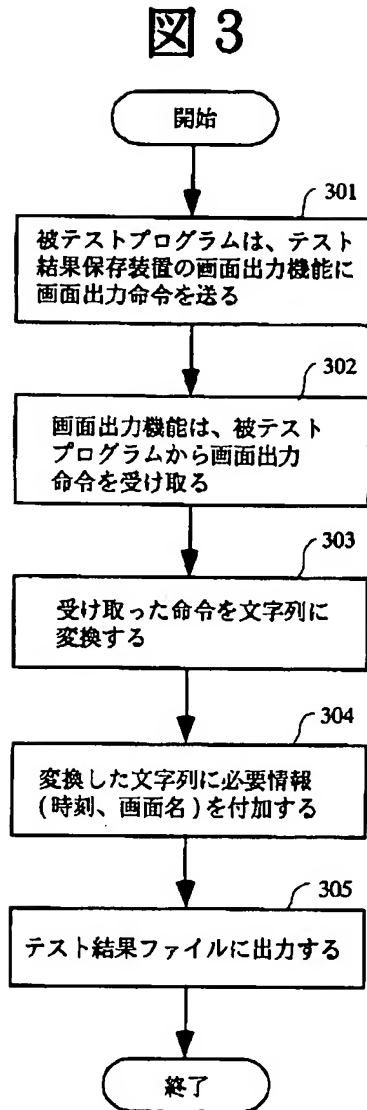 図 3
開始
301
被テストプログラムは、テスト
結果保存装置の画面出力機能に
画面出力命令を送る
302
画面出力機能は、被テスト
プログラムから画面出力
命令を受け取る
303
受け取った命令を文字列に
変換する
304
変換した文字列に必要情報
(時刻、画面名)を付加する
305
テスト結果ファイルに出力する
終了